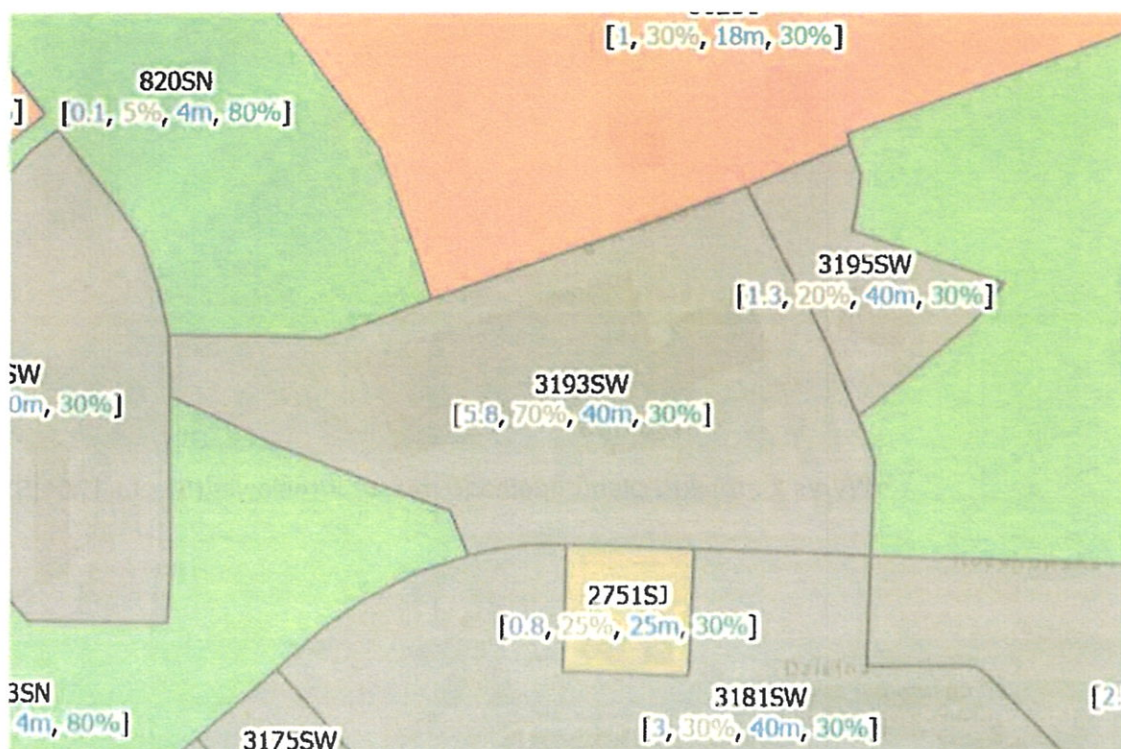 [1, 30%, 18m, 30%]
820SN
[0.1, 5%, 4m, 80%]
3195SW
[1.3, 20%, 40m, 30%]
SW
0m, 30%]
3193SW
[5.8, 70%, 40m, 30%]
2751SJ
[0.8, 25%, 25m, 30%]
3SN
4m, 80%]
3181SW
[3, 30%, 40m, 30%]
[2
3175SW